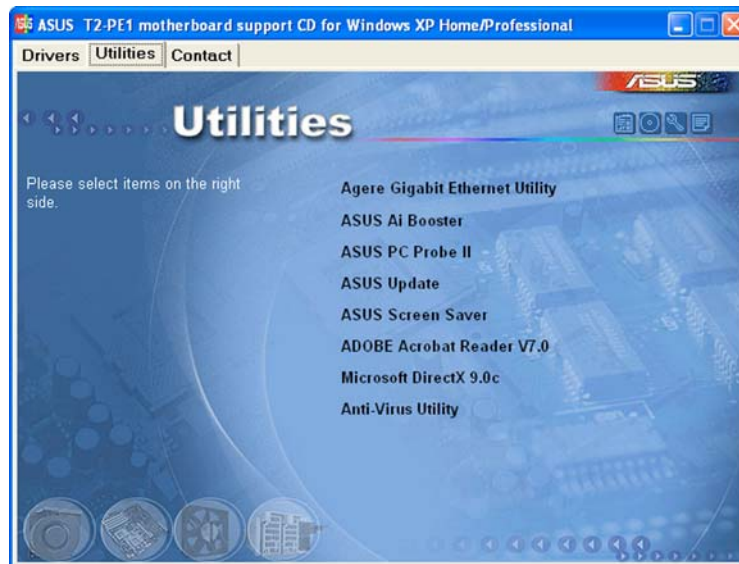 ASUS T2-PE1 motherboard support CD for Windows XP Home/Professional
Drivers Utilities Contact
ASUS
Utilities
Please select items on the right
side.
Agere Gigabit Ethernet Utility
ASUS Ai Booster
ASUS PC Probe II
ASUS Update
ASUS Screen Saver
ADOBE Acrobat Reader V7.0
Microsoft DirectX 9.0c
Anti-Virus Utility